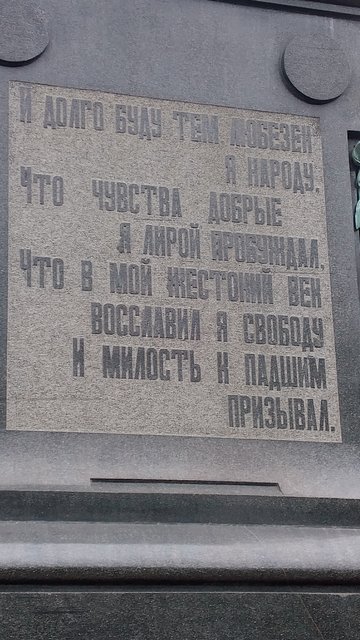 И ДОЛГО БУДУ ТЕМ ЛЮБЕЗЕН
Я НАРОДУ,
ЧТО ЧУВСТВА ДОБРЫЕ
Я ЛИРОЙ ПРОБУЖДАЛ,
ЧТО В МОЙ ЖЕСТОКИЙ ВЕК
ВОССЛАВИЛ Я СВОБОДУ
И МИЛОСТЬ К ПАДШИМ
ПРИЗЫВАЛ.